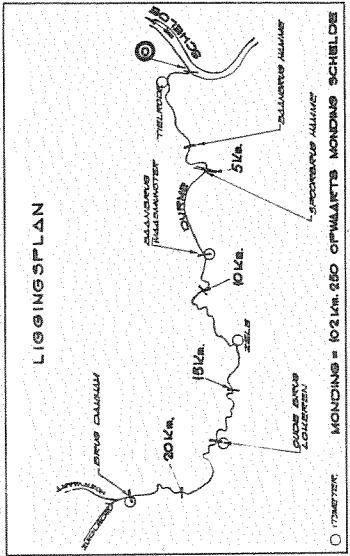 LIGGINGSPLAN
SCHELDE
TIELRODE
BAANBRUG HAMME
SPOORBRUG HAMME
5 Km.
DURME
BAANBRUG
WAASMUNSTER
10 Km.
ZELE
15 Km.
OUDE BRUG
LOKEREN
20 Km.
BRUG DAKNAM
MONDING = 102 km. 250 OPWAARTS MONDING SCHELDE